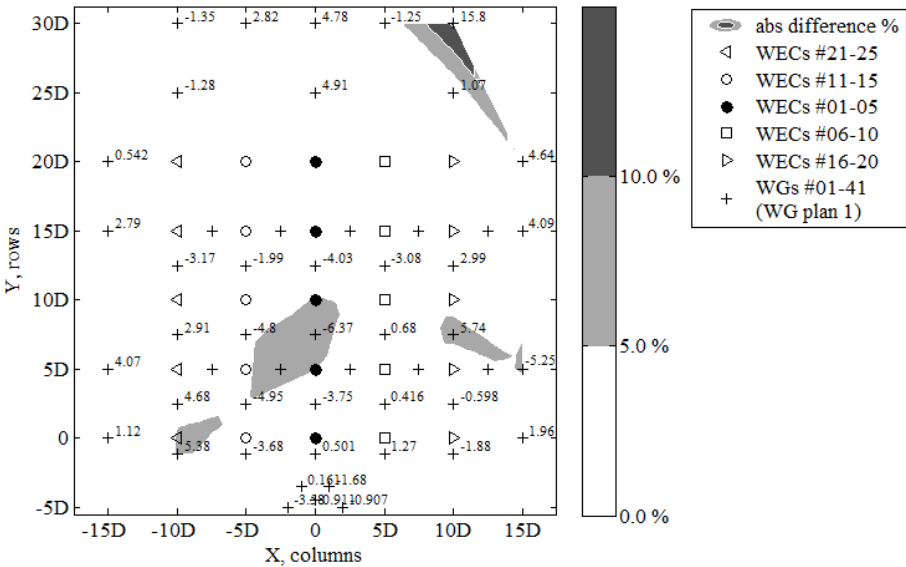 30D -1.35 2.82 4.78 -1.25 15.8
25D -1.28 4.91 1.07
20D 0.542 4.64
15D 2.79 4.09
-3.17 -1.99 -4.03 -3.08 2.99
10D
2.91 -4.8 -6.37 0.68 5.74
5D 4.07 -5.25
4.68 -4.95 -3.75 0.416 -0.598
0 1.12 1.96
5.38 -3.68 0.501 1.27 -1.88
-5D -0.907
-15D -10D -5D 0 5D 10D 15D
X, columns
Y, rows
10.0 %
5.0 %
0.0 %
abs difference %
WECs #21-25
WECs #11-15
WECs #01-05
WECs #06-10
WECs #16-20
WGs #01-41
(WG plan 1)